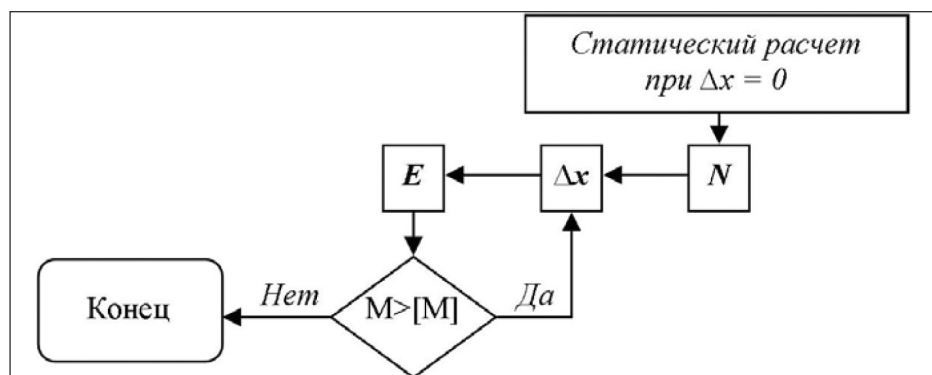 Статический расчет
при Δx = 0
E
Δx
N
Конец
Нет
M>[M]
Да